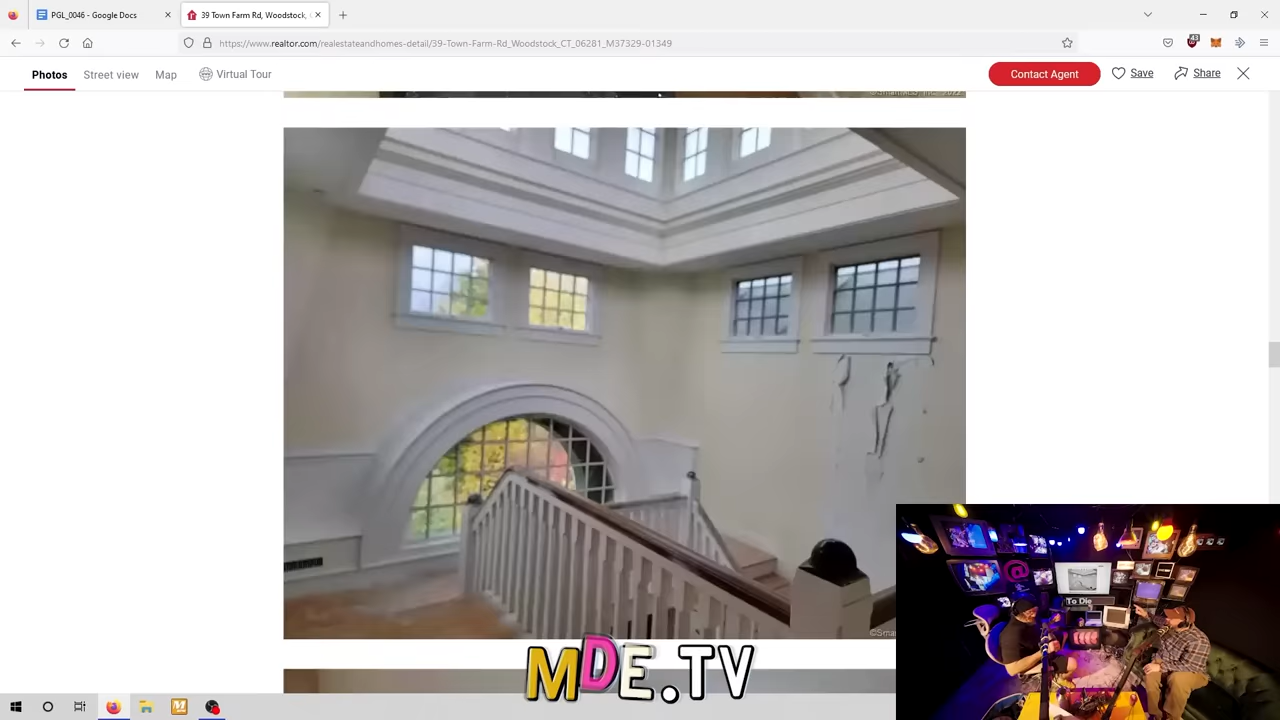 PGL_0046 - Google Docs
39 Town Farm Rd, Woodstock,
https://www.realtor.com/realestateandhomes-detail/39-Town-Farm-Rd_Woodstock_CT_06281_M37329-01349
43
Photos
Street view
Map
Virtual Tour
Contact Agent
Save
Share
To Die
@
MDE.TV